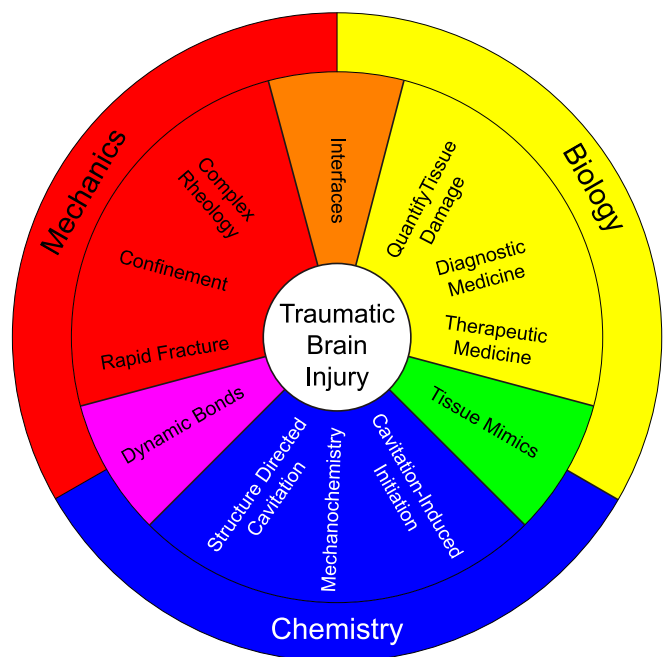 Mechanics
Biology
Chemistry
Traumatic
Brain
Injury
Interfaces
QuantifyTissue
Damage
Diagnostic
Medicine
Therapeutic
Medicine
Tissue Mimics
Cavitation-Induced
Initiation
Mechanochemistry
Structure Directed
Cavitation
Dynamic Bonds
Rapid Fracture
Confinement
Complex
Rheology